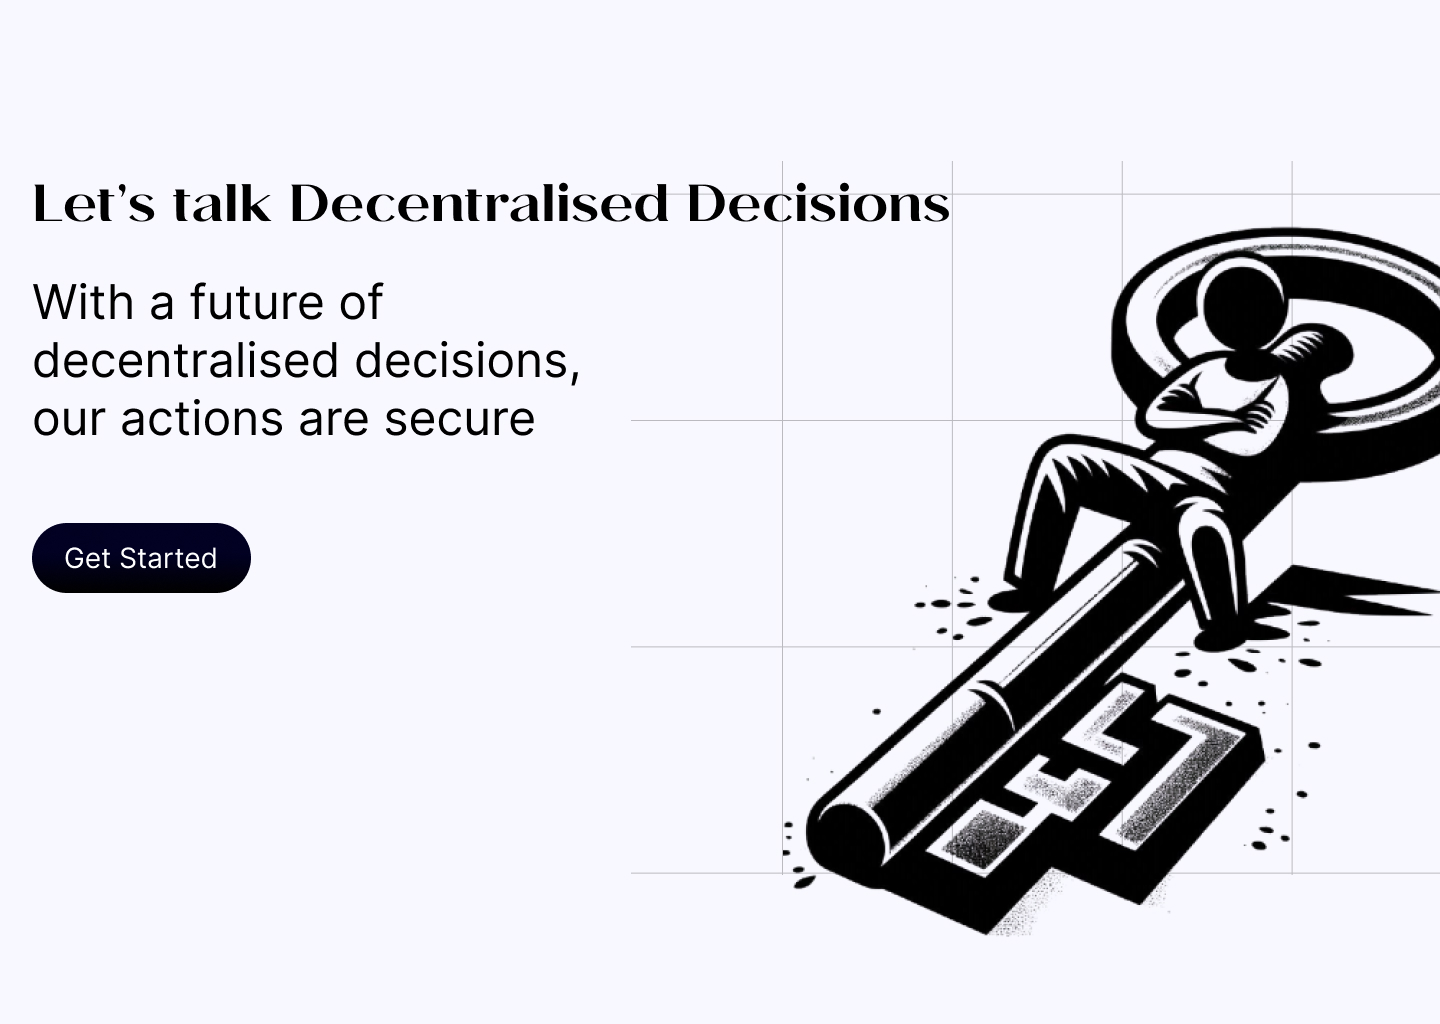 Let’s talk Decentralised Decisions
With a future of
decentralised decisions,
our actions are secure
Get Started